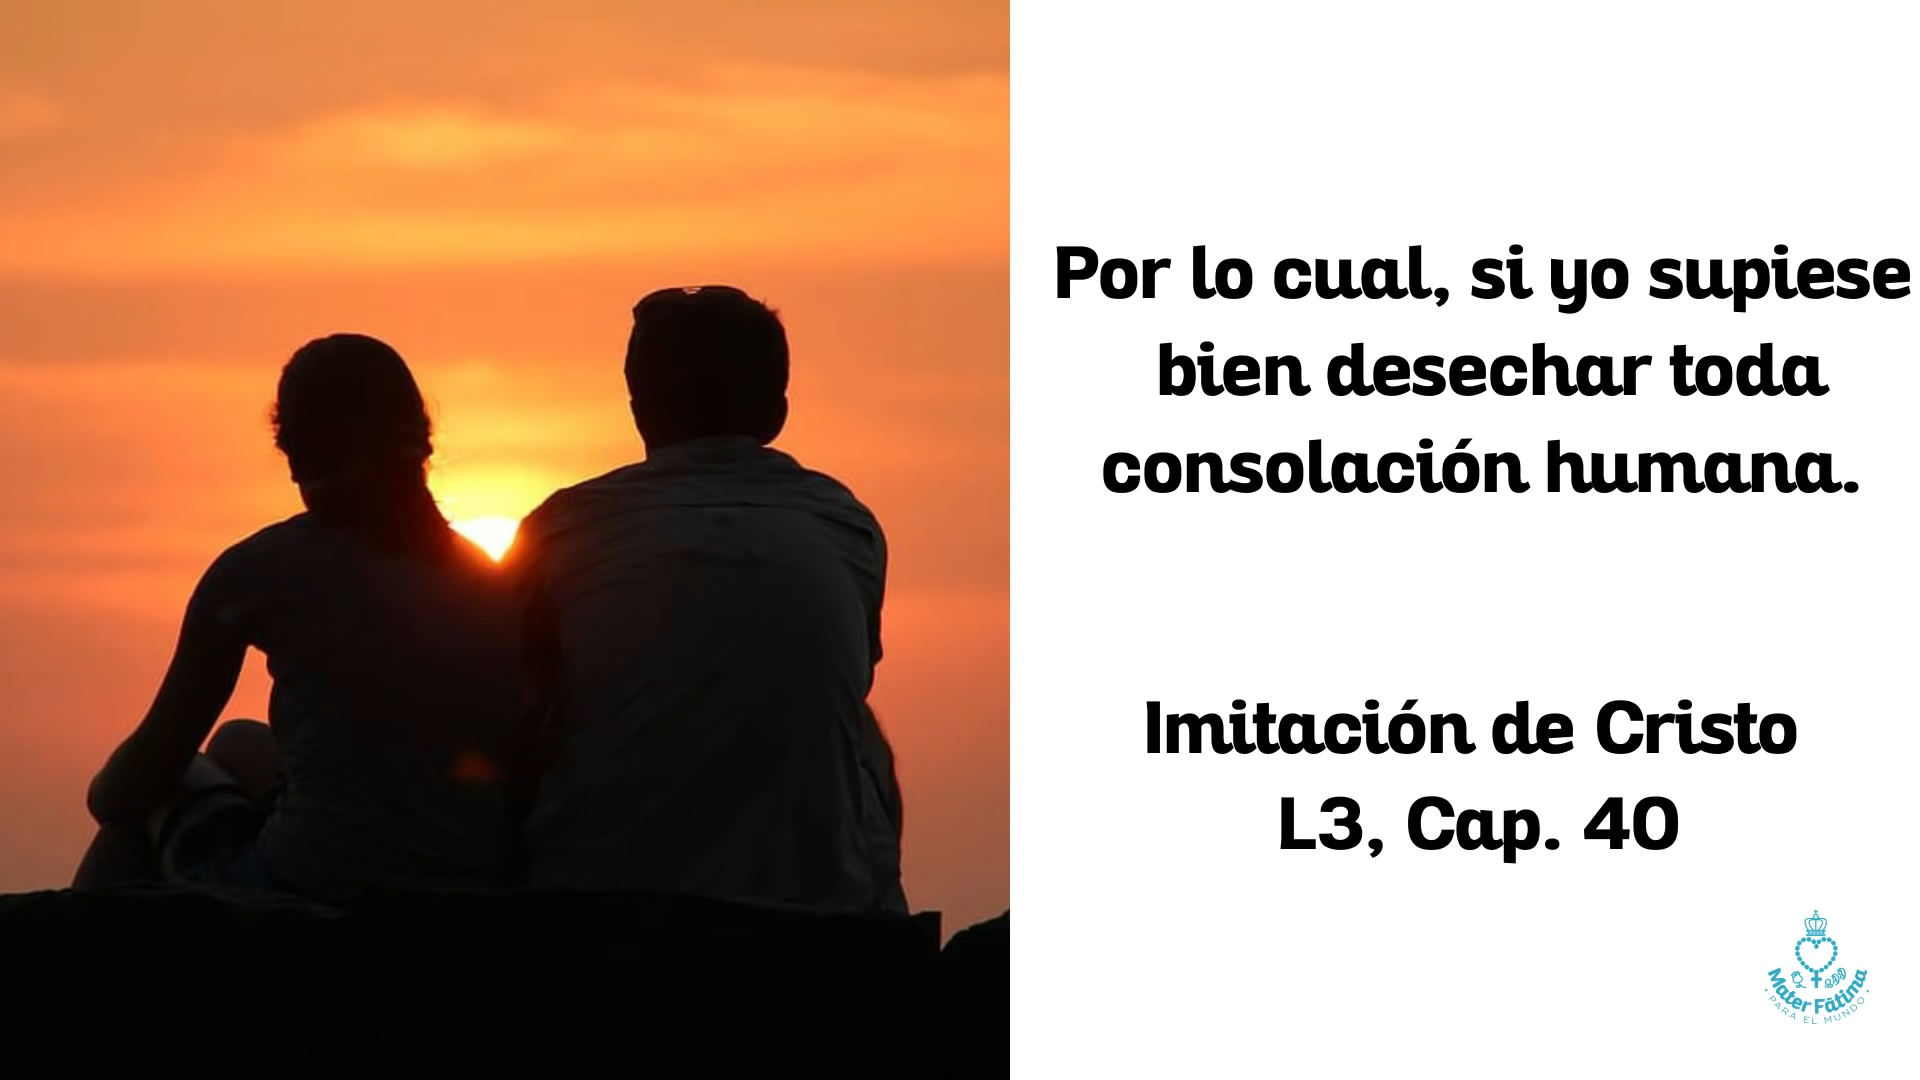 Por lo cual, si yo supiese
bien desechar toda
consolación humana.
Imitación de Cristo
L3, Cap. 40
Mater Fátima
PARA EL MUNDO